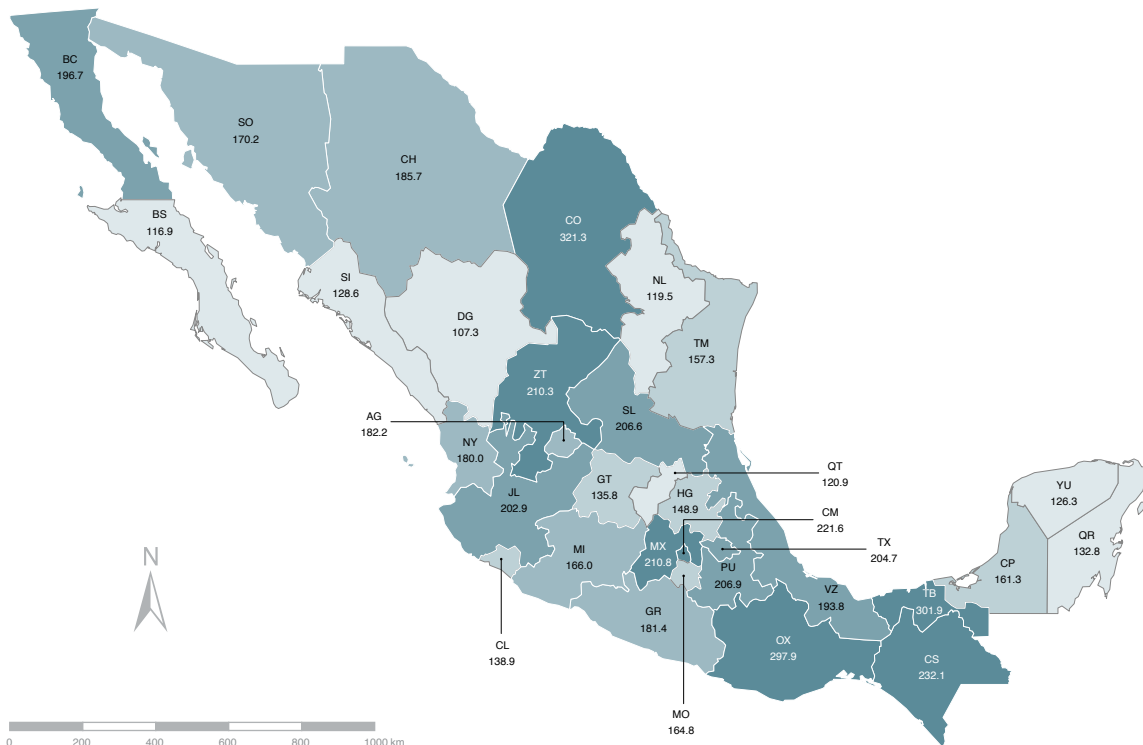 BC
196.7
SO
170.2
CH
185.7
BS
116.9
CO
321.3
SI
128.6
NL
119.5
DG
107.3
TM
157.3
ZT
210.3
AG
182.2
SL
206.6
NY
180.0
QT
120.9
GT
135.8
HG
148.9
JL
202.9
CM
221.6
YU
126.3
TX
204.7
QR
132.8
MX
210.8
MI
166.0
PU
206.9
CP
161.3
VZ
193.8
TB
301.9
GR
181.4
OX
297.9
CS
232.1
CL
138.9
MO
164.8
N
0 200 400 600 800 1000 km